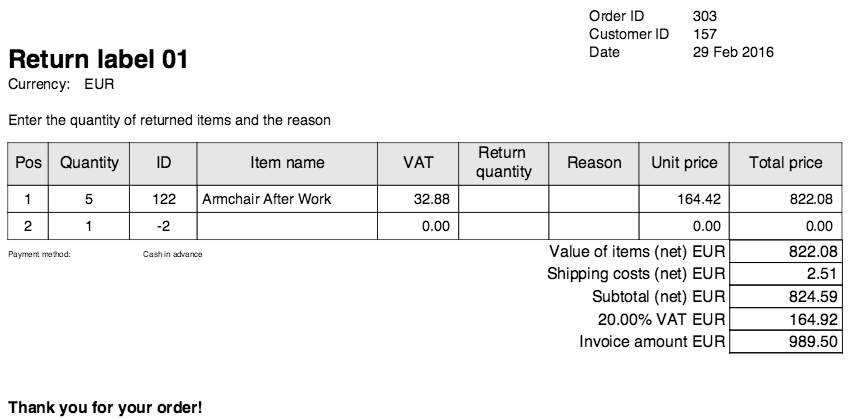 Order ID 303
Customer ID 157
Date 29 Feb 2016
Return label 01
Currency: EUR
Enter the quantity of returned items and the reason
Pos Quantity ID Item name VAT Return quantity Reason Unit price Total price
1 5 122 Armchair After Work 32.88 164.42 822.08
2 1 -2 0.00 0.00 0.00
Payment method: Cash in advance
Value of items (net) EUR 822.08
Shipping costs (net) EUR 2.51
Subtotal (net) EUR 824.59
20.00% VAT EUR 164.92
Invoice amount EUR 989.50
Thank you for your order!